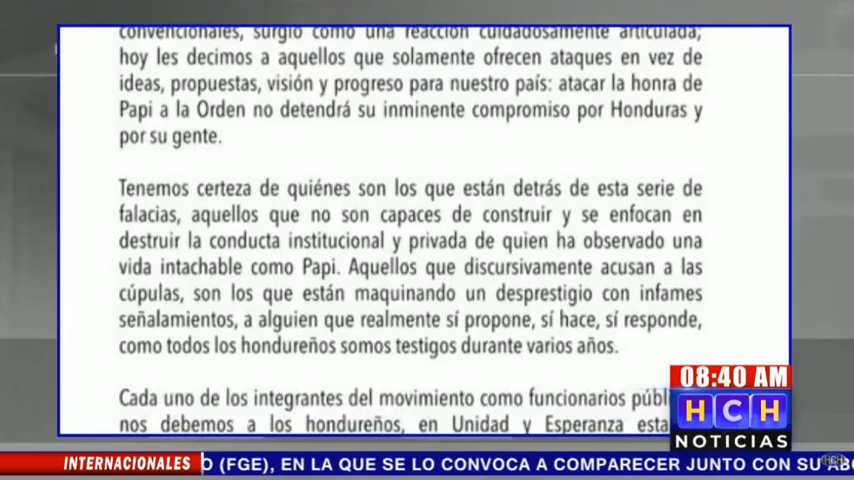 convencionales, surgió como una reacción cuidadosamente articulada;
hoy les decimos a aquellos que solamente ofrecen ataques en vez de
ideas, propuestas, visión y progreso para nuestro país: atacar la honra de
Papi a la Orden no detendrá su inminente compromiso por Honduras y
por su gente.
Tenemos certeza de quiénes son los que están detrás de esta serie de
falacias, aquellos que no son capaces de construir y se enfocan en
destruir la conducta institucional y privada de quien ha observado una
vida intachable como Papi. Aquellos que discursivamente acusan a las
cúpulas, son los que están maquinando un desprestigio con infames
señalamientos, a alguien que realmente sí propone, sí hace, sí responde,
como todos los hondureños somos testigos durante varios años.
Cada uno de los integrantes del movimiento como funcionarios públi
nos debemos a los hondureños, en Unidad y Esperanza esta
08:40 AM
HCH
NOTICIAS
INTERNACIONALES
O (FGE), EN LA QUE SE LO CONVOCA A COMPARECER JUNTO CON SU ABO